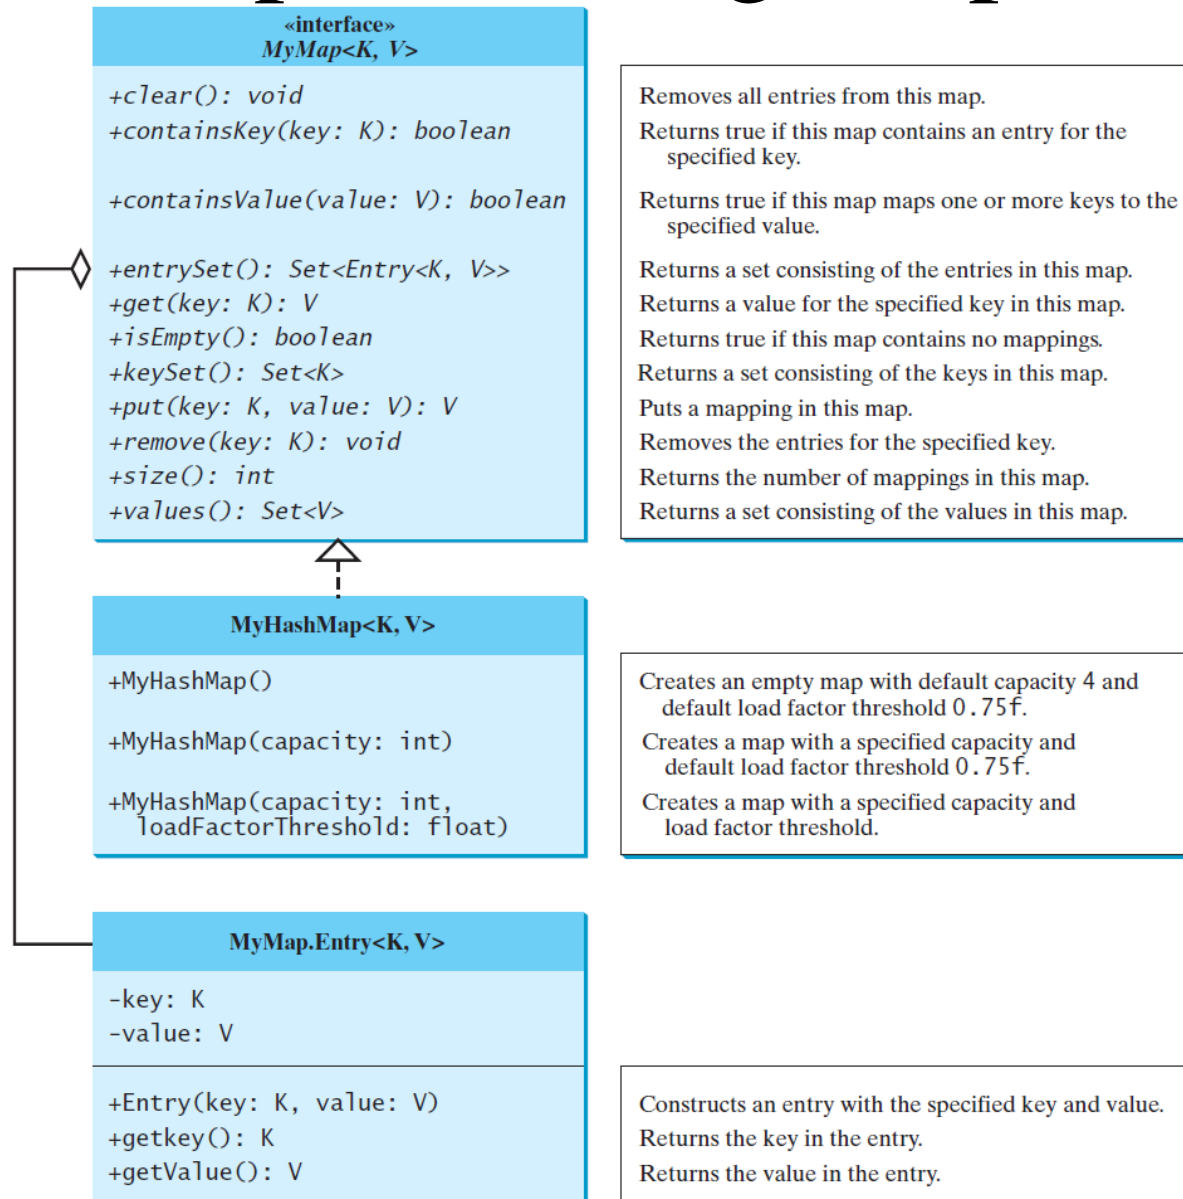 «interface»
MyMap<K, V>
+clear(): void
Removes all entries from this map.
+containsKey(key: K): boolean
Returns true if this map contains an entry for the
specified key.
+containsValue(value: V): boolean
Returns true if this map maps one or more keys to the
specified value.
+entrySet(): Set<Entry<K, V>>
Returns a set consisting of the entries in this map.
+get(key: K): V
Returns a value for the specified key in this map.
+isEmpty(): boolean
Returns true if this map contains no mappings.
+keySet(): Set<K>
Returns a set consisting of the keys in this map.
+put(key: K, value: V): V
Puts a mapping in this map.
+remove(key: K): void
Removes the entries for the specified key.
+size(): int
Returns the number of mappings in this map.
+values(): Set<V>
Returns a set consisting of the values in this map.
MyHashMap<K, V>
+MyHashMap()
Creates an empty map with default capacity 4 and
default load factor threshold 0.75f.
+MyHashMap(capacity: int)
Creates a map with a specified capacity and
default load factor threshold 0.75f.
+MyHashMap(capacity: int,
loadFactorThreshold: float)
Creates a map with a specified capacity and
load factor threshold.
MyMap.Entry<K, V>
-key: K
-value: V
+Entry(key: K, value: V)
Constructs an entry with the specified key and value.
+getkey(): K
Returns the key in the entry.
+getValue(): V
Returns the value in the entry.